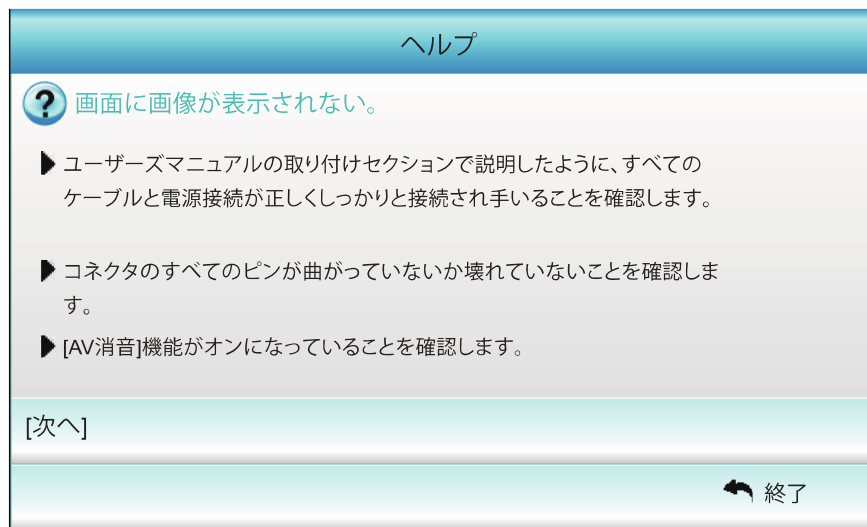 ヘルプ
画面に画像が表示されない。
ユーザーズマニュアルの取り付けセクションで説明したように、すべての
ケーブルと電源接続が正しくしっかりと接続され手いることを確認します。
コネクタのすべてのピンが曲がっていないか壊れていないことを確認しま
す。
[AV消音]機能がオンになっていることを確認します。
[次へ]
終了